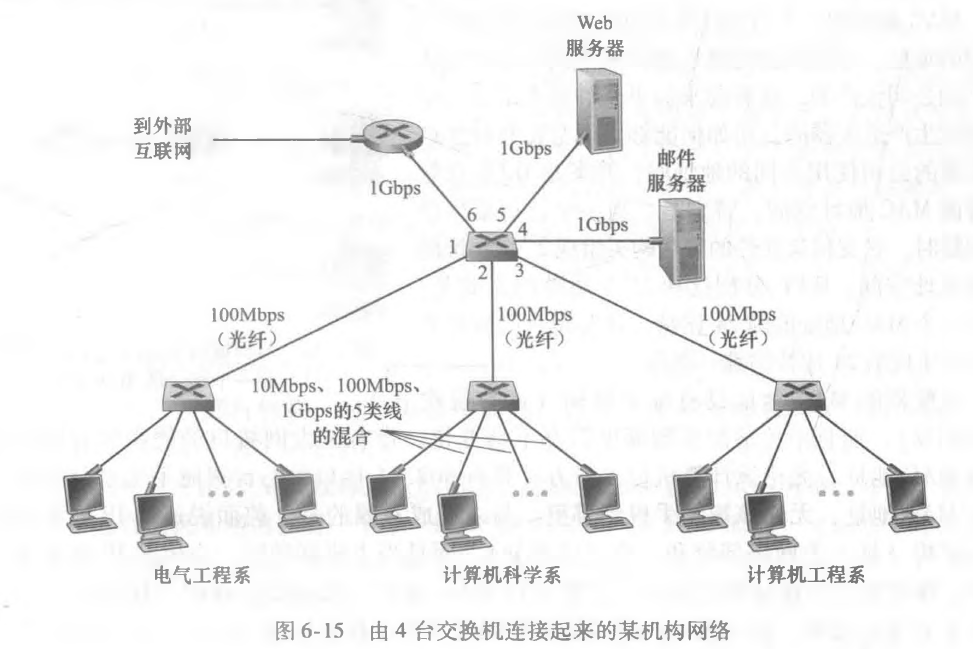 Web
服务器
到外部
互联网
1Gbps
1Gbps
邮件
服务器
1Gbps
6
5
4
1
2
3
100Mbps
（光纤）
100Mbps
（光纤）
100Mbps
（光纤）
10Mbps、100Mbps、
1Gbps的5类线
的混合
电气工程系
计算机科学系
计算机工程系
图 6-15 由 4 台交换机连接起来的某机构网络